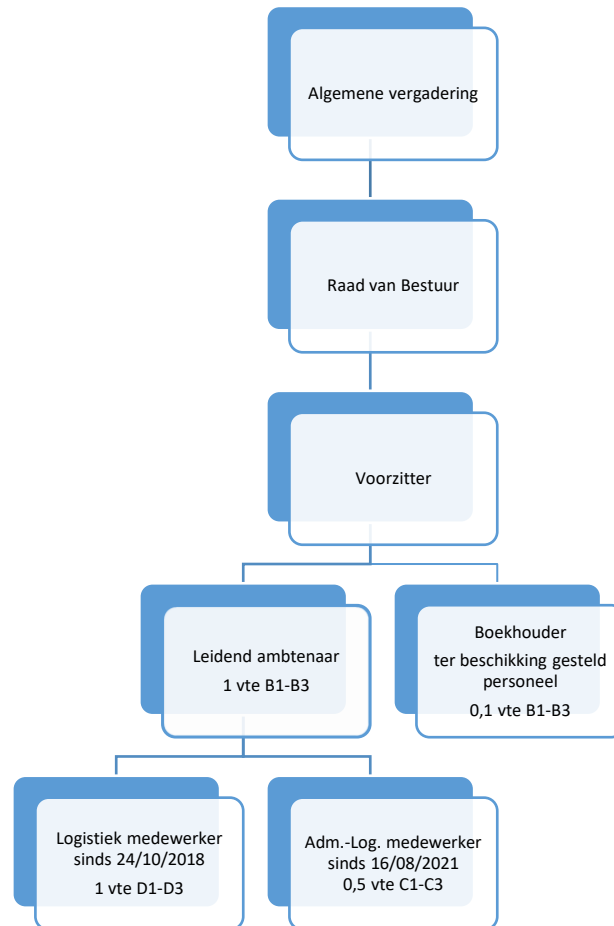 Algemene vergadering
Raad van Bestuur
Voorzitter
Leidend ambtenaar
1 vte B1-B3
Boekhouder
ter beschikking gesteld
personeel
0,1 vte B1-B3
Logistiek medewerker
sinds 24/10/2018
1 vte D1-D3
Adm.-Log. medewerker
sinds 16/08/2021
0,5 vte C1-C3